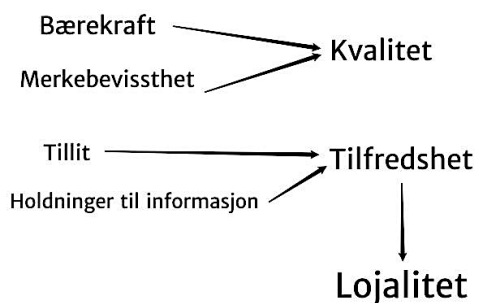 Bærekraft
Kvalitet
Merkebevissthet
Tillit
Tilfredshet
Holdninger til informasjon
Lojalitet